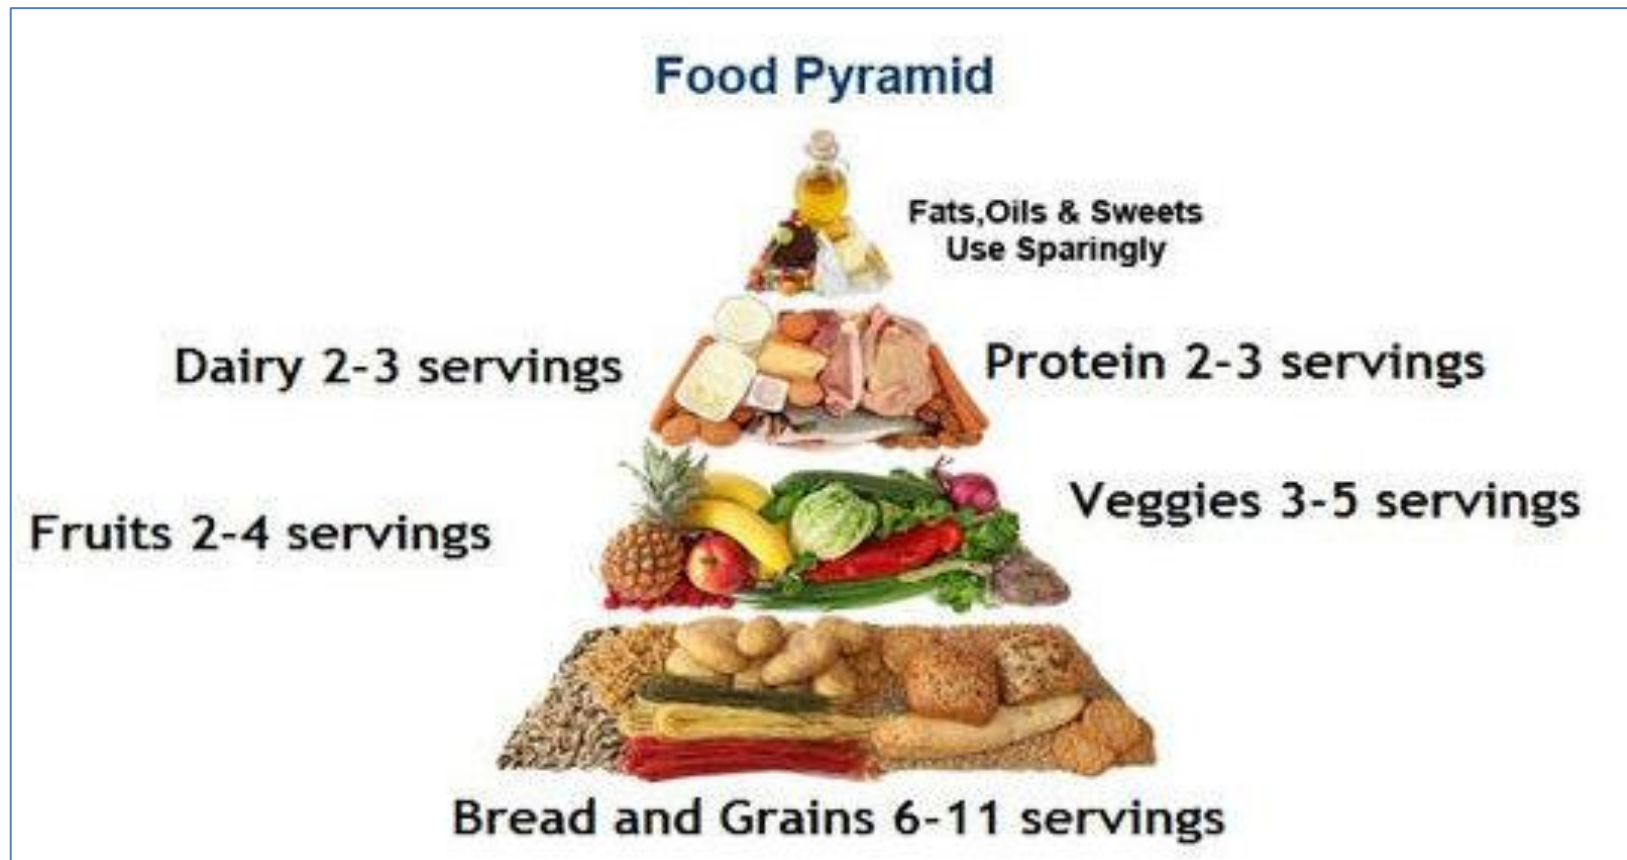 Food Pyramid
Fats,Oils & Sweets
Use Sparingly
Dairy 2-3 servings
Protein 2-3 servings
Fruits 2-4 servings
Veggies 3-5 servings
Bread and Grains 6-11 servings